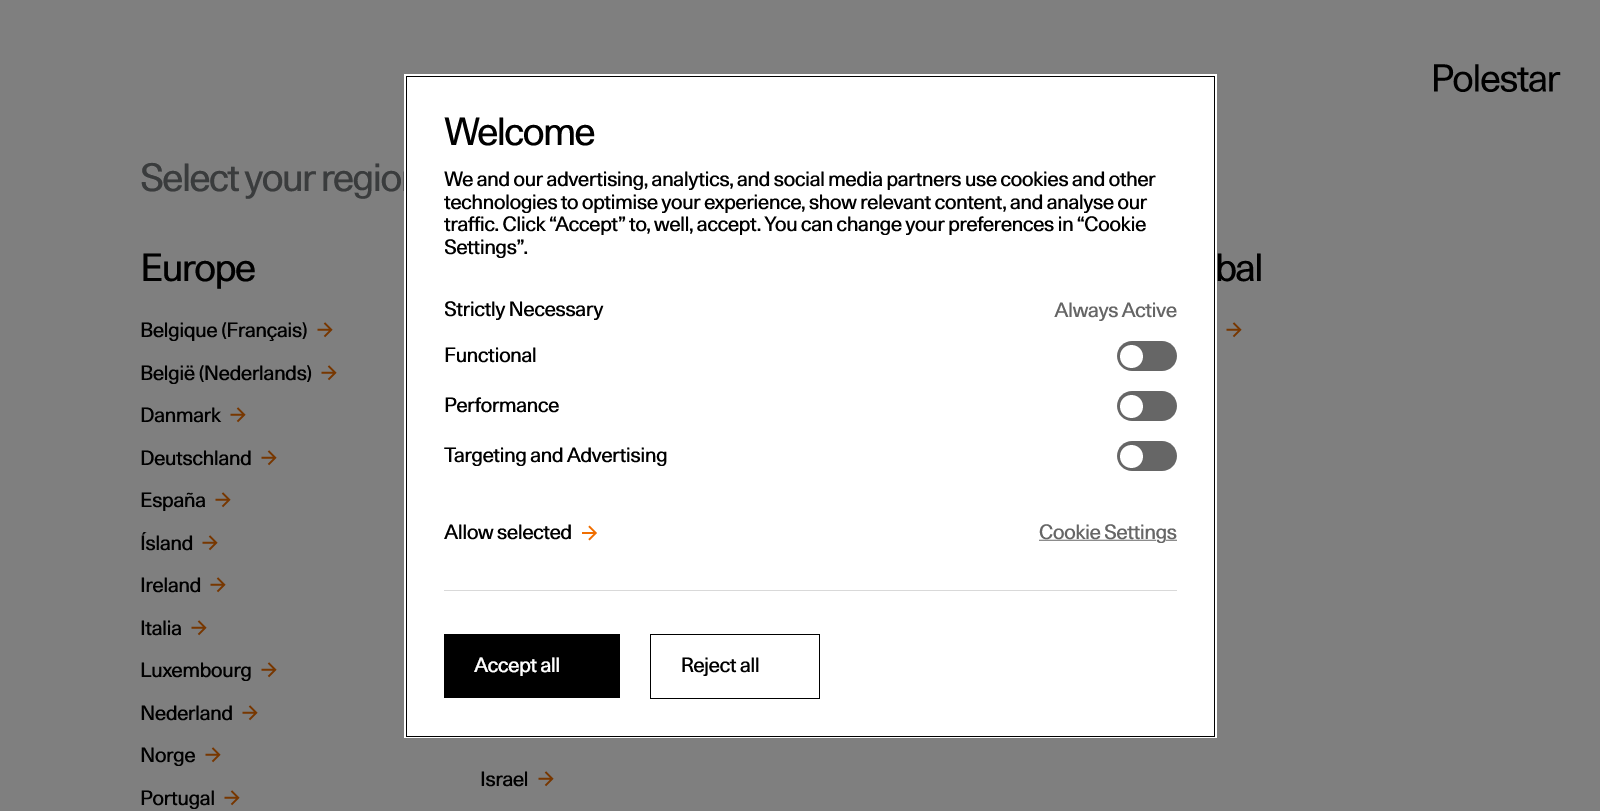 Polestar
Select your regio
Europe
Belgique (Français)
België (Nederlands)
Danmark
Deutschland
España
Ísland
Ireland
Italia
Luxembourg
Nederland
Norge
Portugal
Israel
bal
Welcome
We and our advertising, analytics, and social media partners use cookies and other
technologies to optimise your experience, show relevant content, and analyse our
traffic. Click “Accept” to, well, accept. You can change your preferences in “Cookie
Settings”.
Strictly Necessary
Always Active
Functional
Performance
Targeting and Advertising
Allow selected
Cookie Settings
Accept all
Reject all